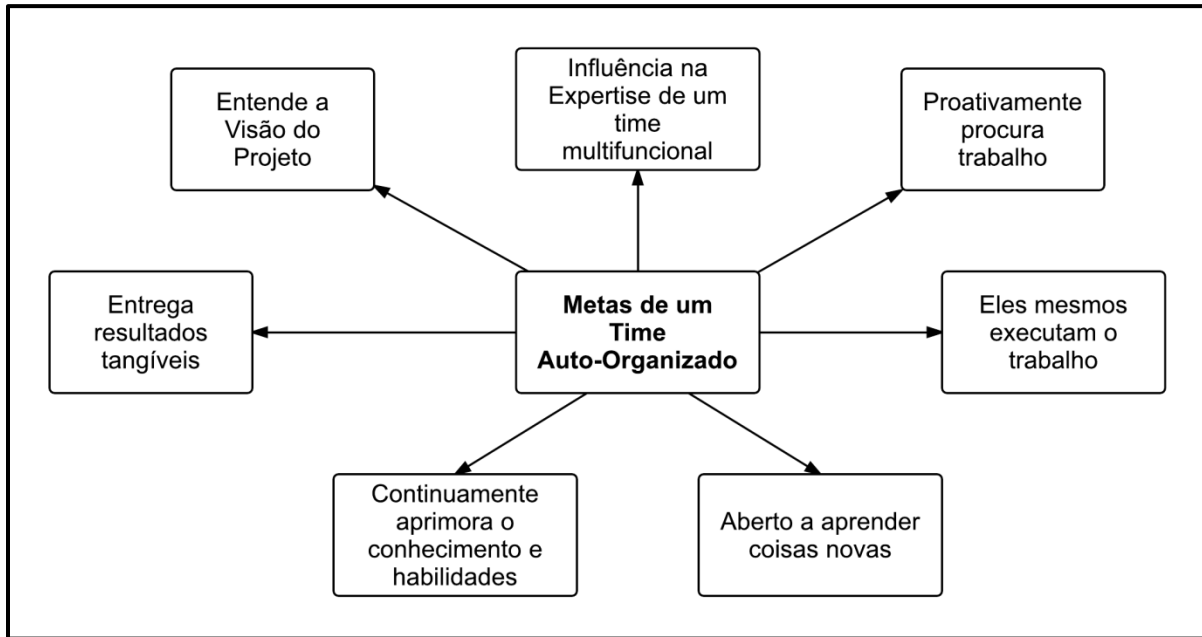 Influência na
Expertise de um
time
multifuncional
Entende a
Visão do
Projeto
Proativamente
procura
trabalho
Entrega
resultados
tangíveis
Metas de um
Time
Auto-Organizado
Eles mesmos
executam o
trabalho
Continuamente
aprimora o
conhecimento e
habilidades
Aberto a aprender
coisas novas